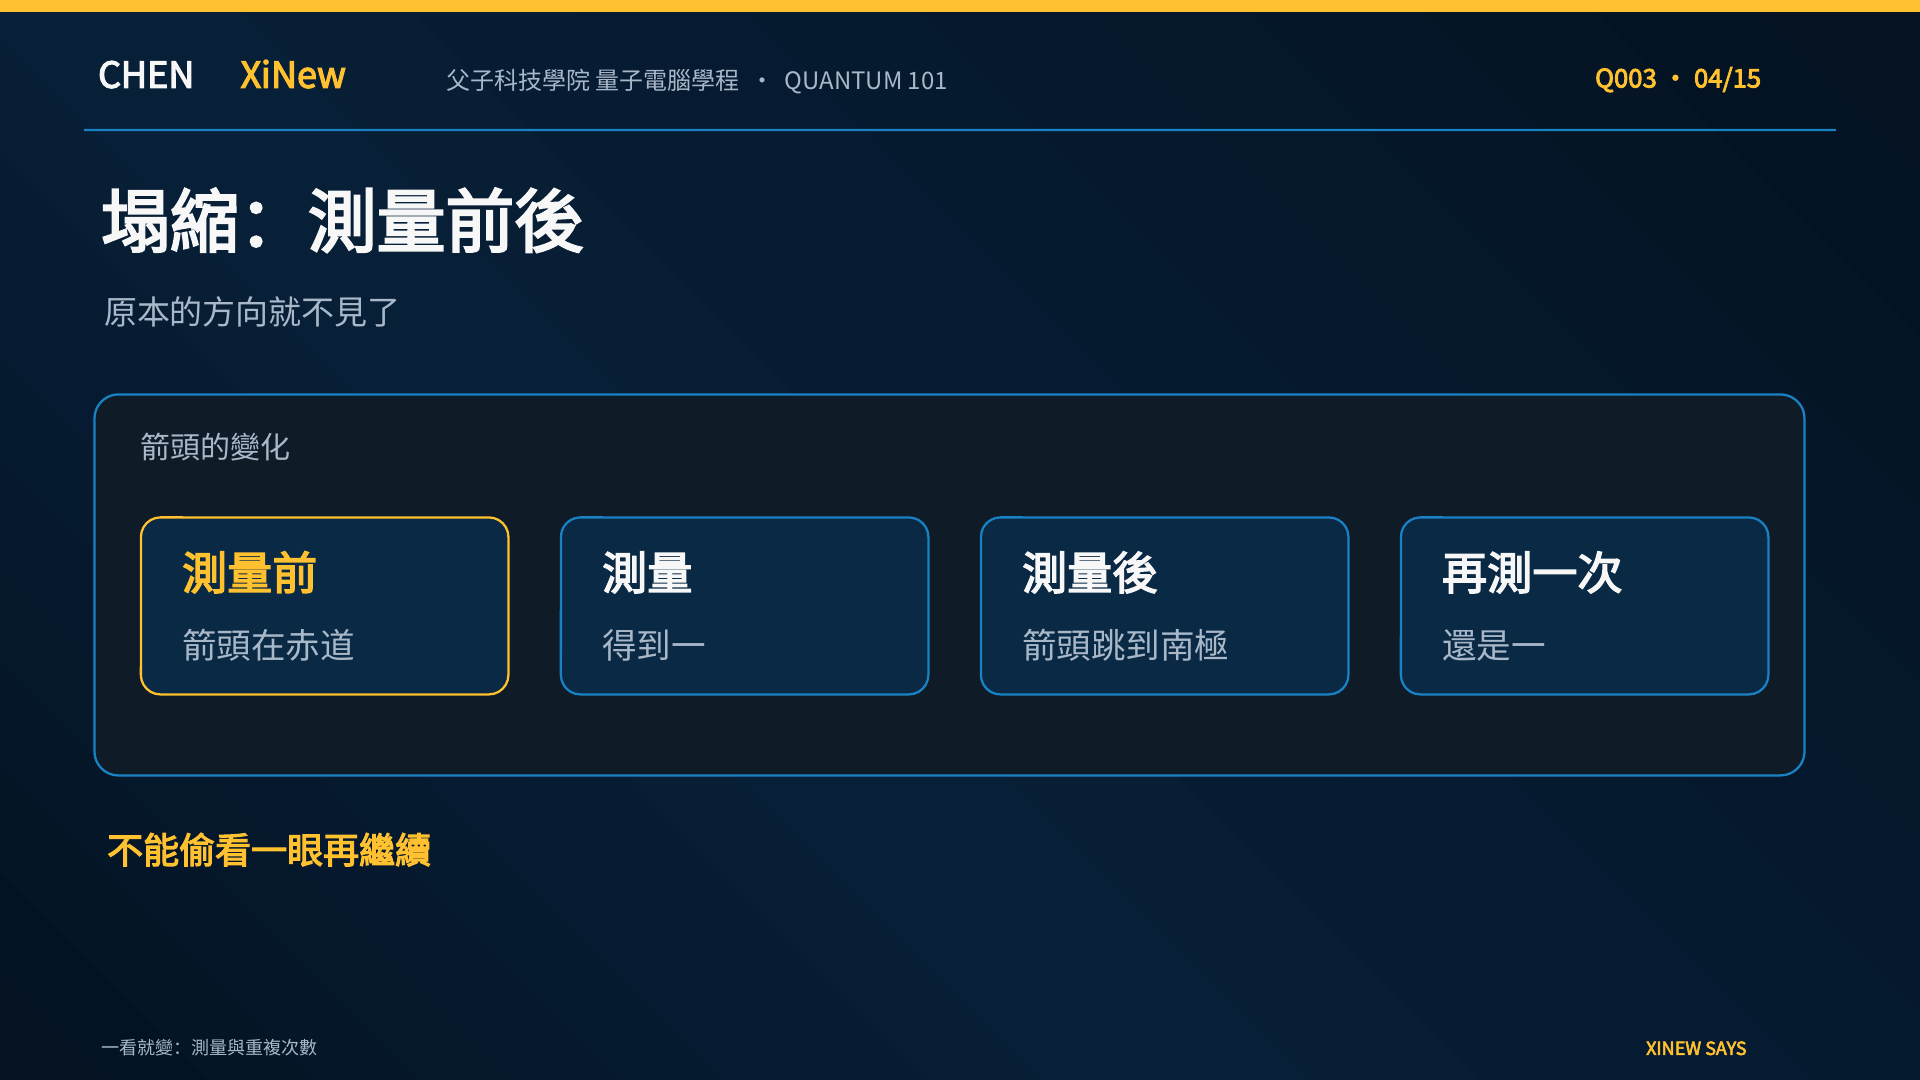 CHEN XiNew 父子科技學院 量子電腦學程 • QUANTUM 101 Q003 • 04/15
塌縮：測量前後
原本的方向就不見了
箭頭的變化
測量前
箭頭在赤道
測量
得到一
測量後
箭頭跳到南極
再測一次
還是一
不能偷看一眼再繼續
一看就變：測量與重複次數
XINEW SAYS